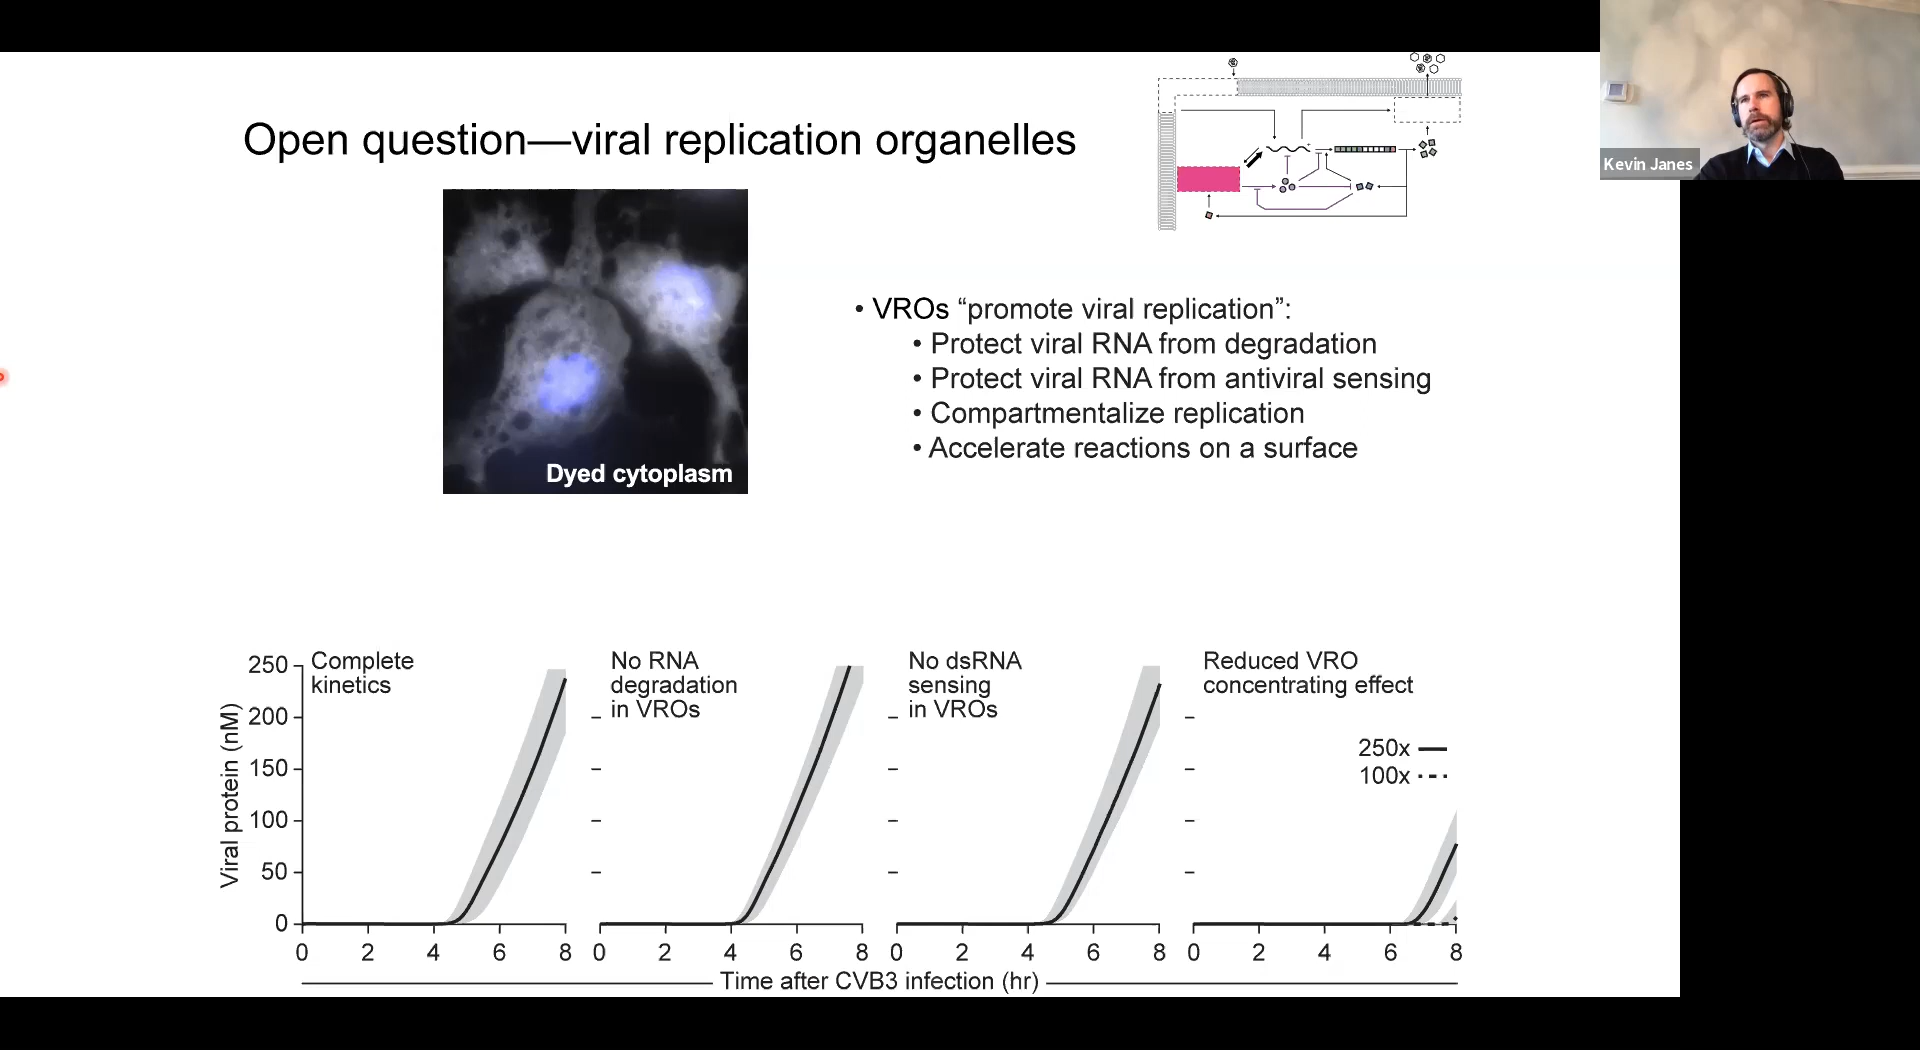 Kevin Janes
Open question—viral replication organelles
Dyed cytoplasm
• VROs “promote viral replication”:
• Protect viral RNA from degradation
• Protect viral RNA from antiviral sensing
• Compartmentalize replication
• Accelerate reactions on a surface
Viral protein (nM)
250
200
150
100
50
0
Complete
kinetics
No RNA
degradation
in VROs
No dsRNA
sensing
in VROs
Reduced VRO
concentrating effect
250x
100x
0 2 4 6 8
0 2 4 6 8
0 2 4 6 8
0 2 4 6 8
Time after CVB3 infection (hr)